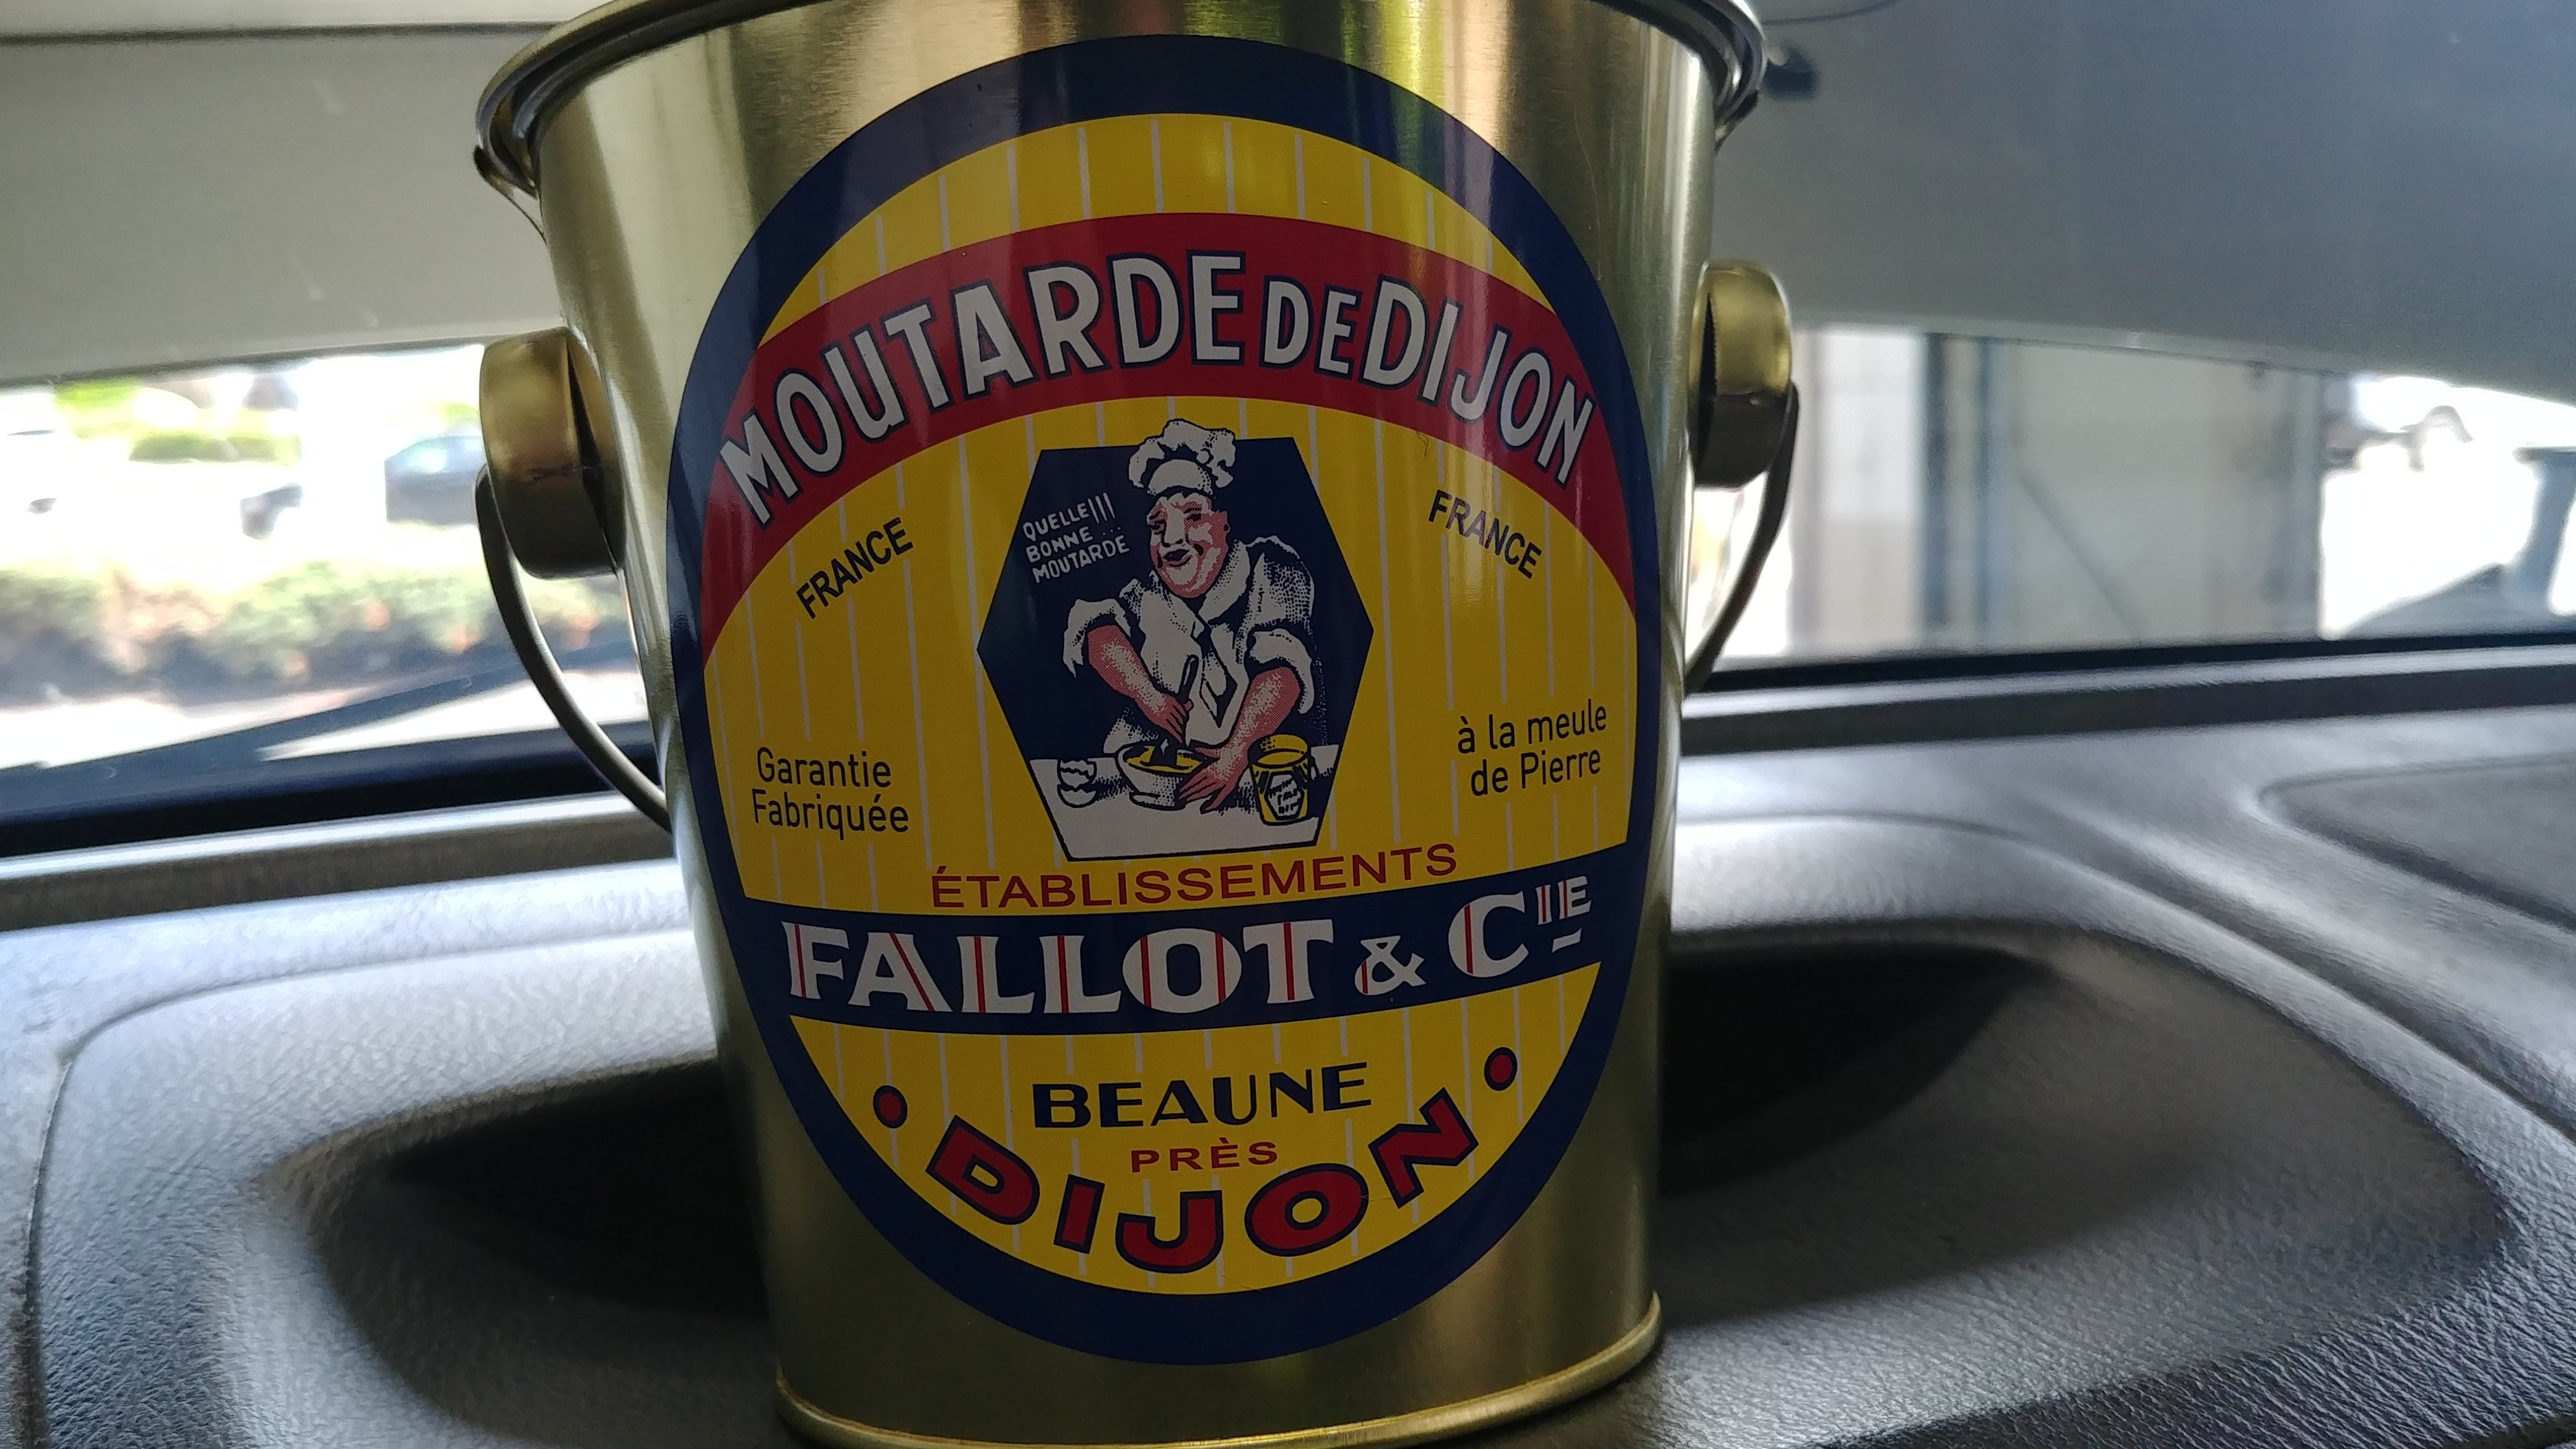 MOUTARDE DE DIJON
FRANCE
FRANCE
QUELLE
BONNE
MOUTARDE
Garantie
Fabriquée
à la meule
de Pierre
ÉTABLISSEMENTS
FALLOT & CIE
BEAUNE
PRÈS
• DIJON •